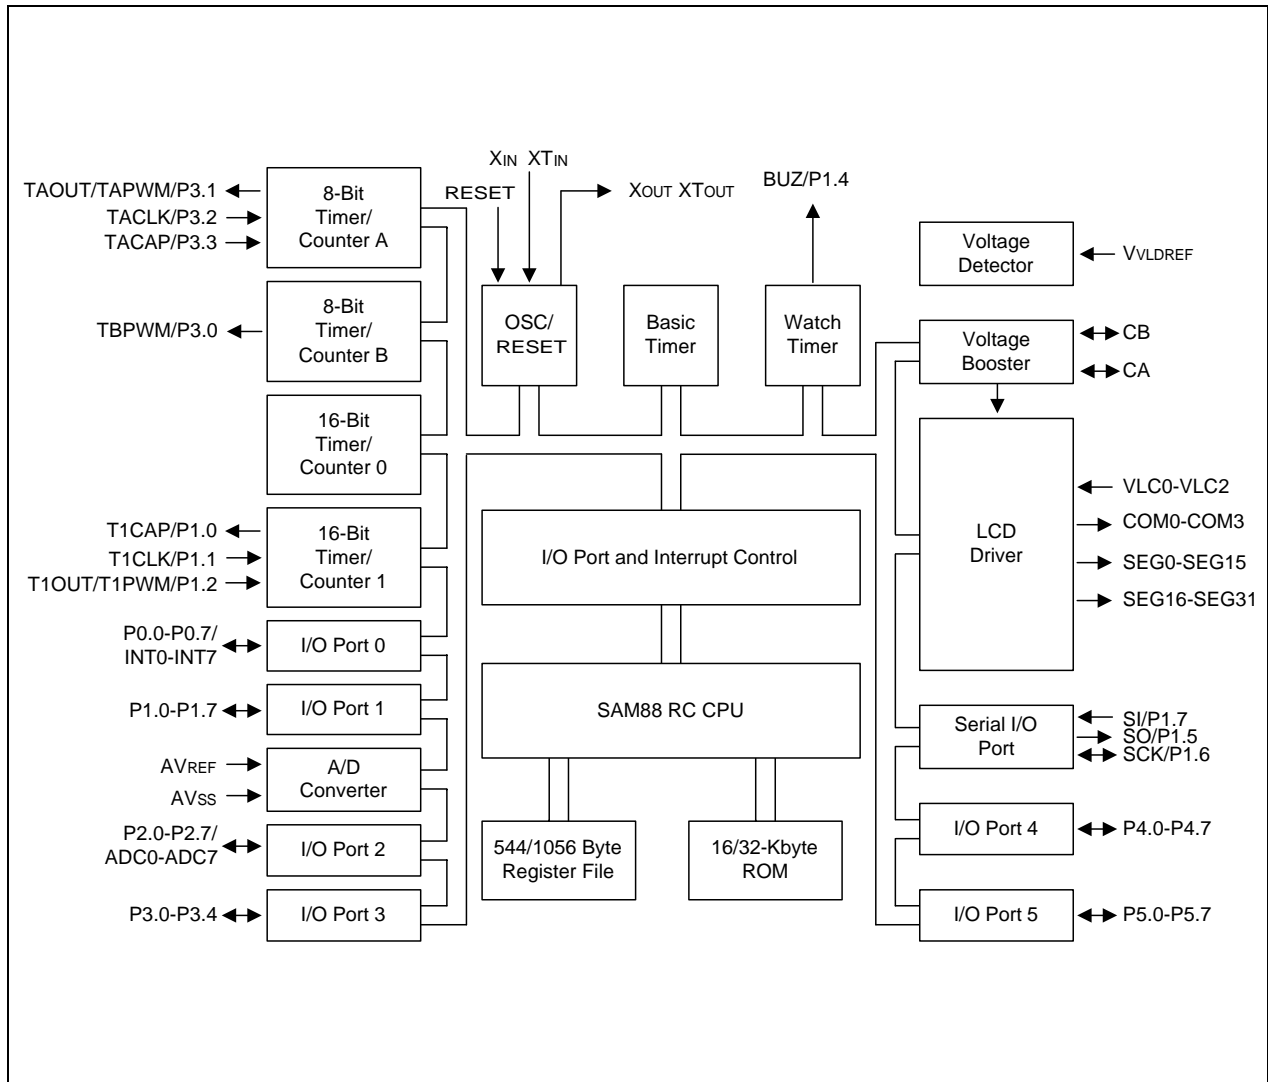 XIN XTIN
RESET
XOUT XTOUT
BUZ/P1.4
TAOUT/TAPWM/P3.1
TACLK/P3.2
TACAP/P3.3
8-Bit
Timer/
Counter A
Voltage
Detector
VVLDREF
TBPWM/P3.0
8-Bit
Timer/
Counter B
OSC/
RESET
Basic
Timer
Watch
Timer
Voltage
Booster
CB
CA
16-Bit
Timer/
Counter 0
T1CAP/P1.0
T1CLK/P1.1
T1OUT/T1PWM/P1.2
16-Bit
Timer/
Counter 1
I/O Port and Interrupt Control
LCD
Driver
VLC0-VLC2
COM0-COM3
SEG0-SEG15
SEG16-SEG31
P0.0-P0.7/
INT0-INT7
I/O Port 0
P1.0-P1.7
I/O Port 1
SAM88 RC CPU
Serial I/O
Port
SI/P1.7
SO/P1.5
SCK/P1.6
AVREF
AVSS
A/D
Converter
P2.0-P2.7/
ADC0-ADC7
I/O Port 2
544/1056 Byte
Register File
16/32-Kbyte
ROM
I/O Port 4
P4.0-P4.7
P3.0-P3.4
I/O Port 3
I/O Port 5
P5.0-P5.7